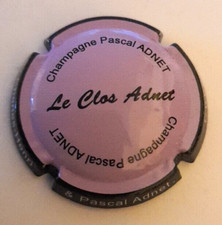 Champagne Pascal ADNET
Le Clos Adnet
Champagne Pascal ADNET
& Pascal Adnet